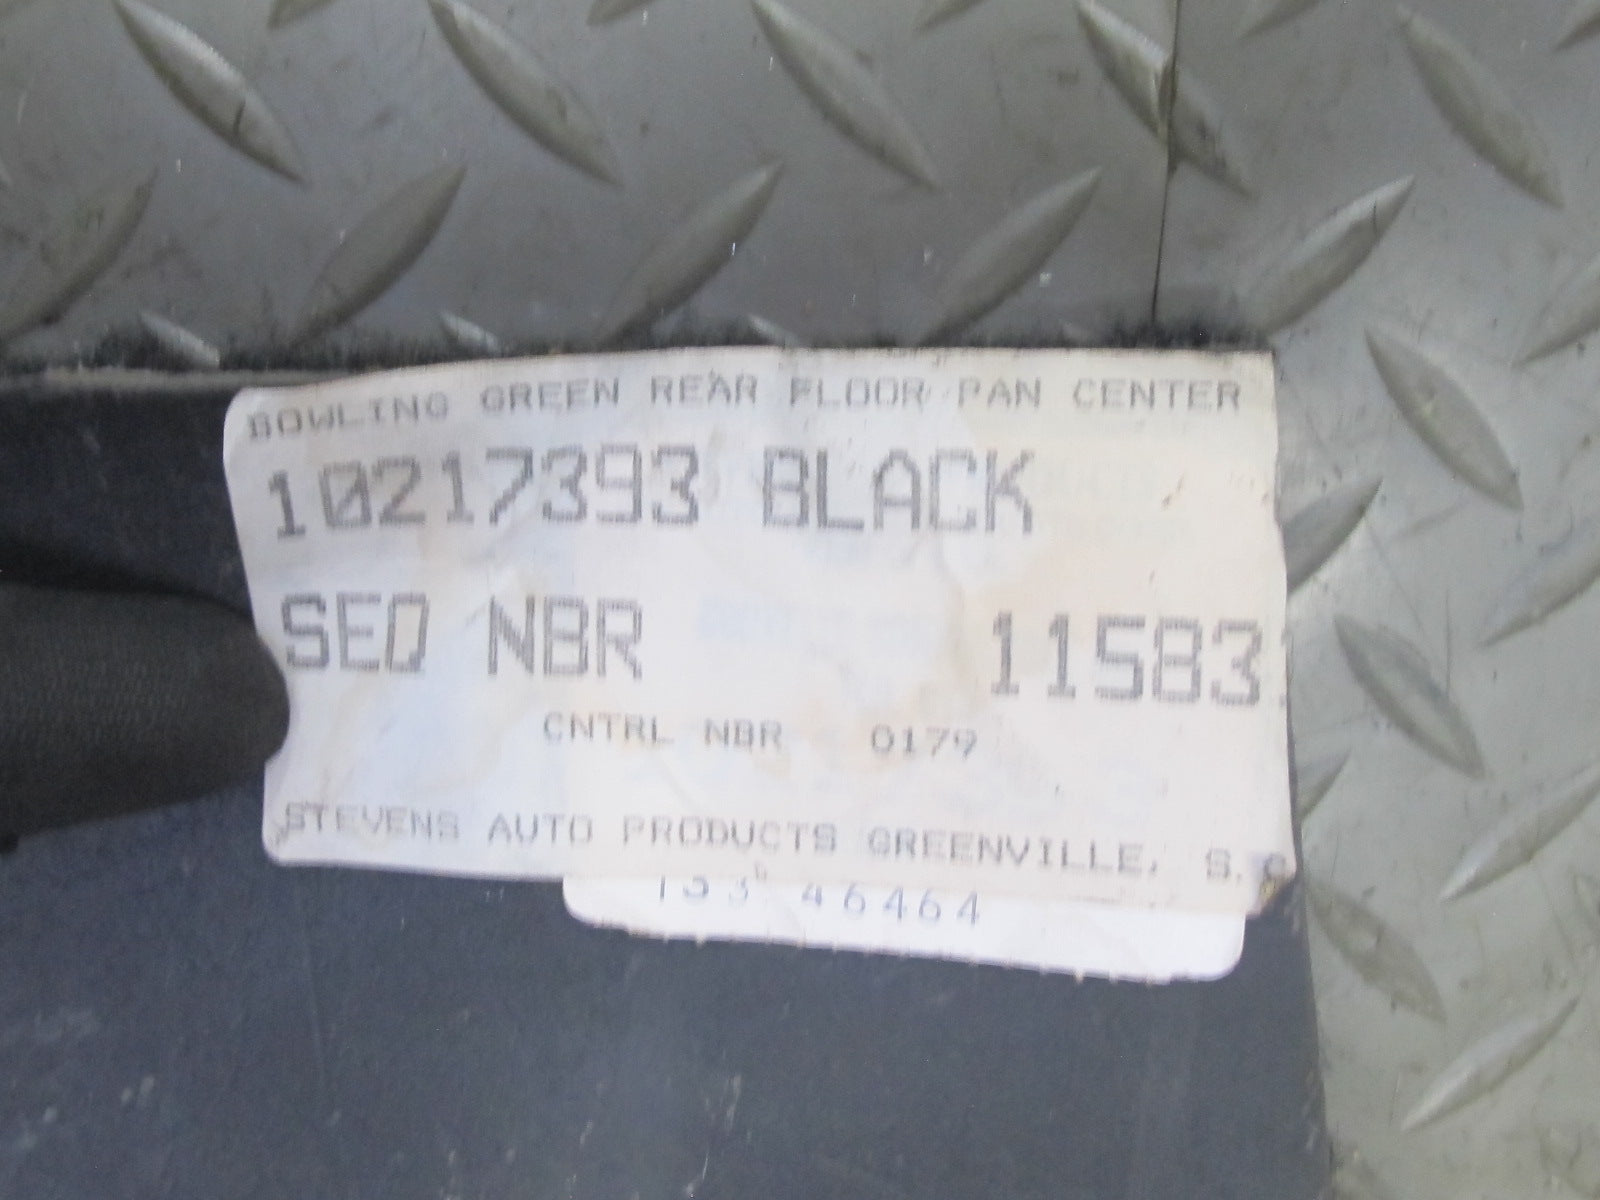 BOWLING GREEN REAR FLOOR PAN CENTER
10217393 BLACK
SEQ NBR 11583
CNTRL NBR 0179
STEVENS AUTO PRODUCTS GREENVILLE, S.C
46464